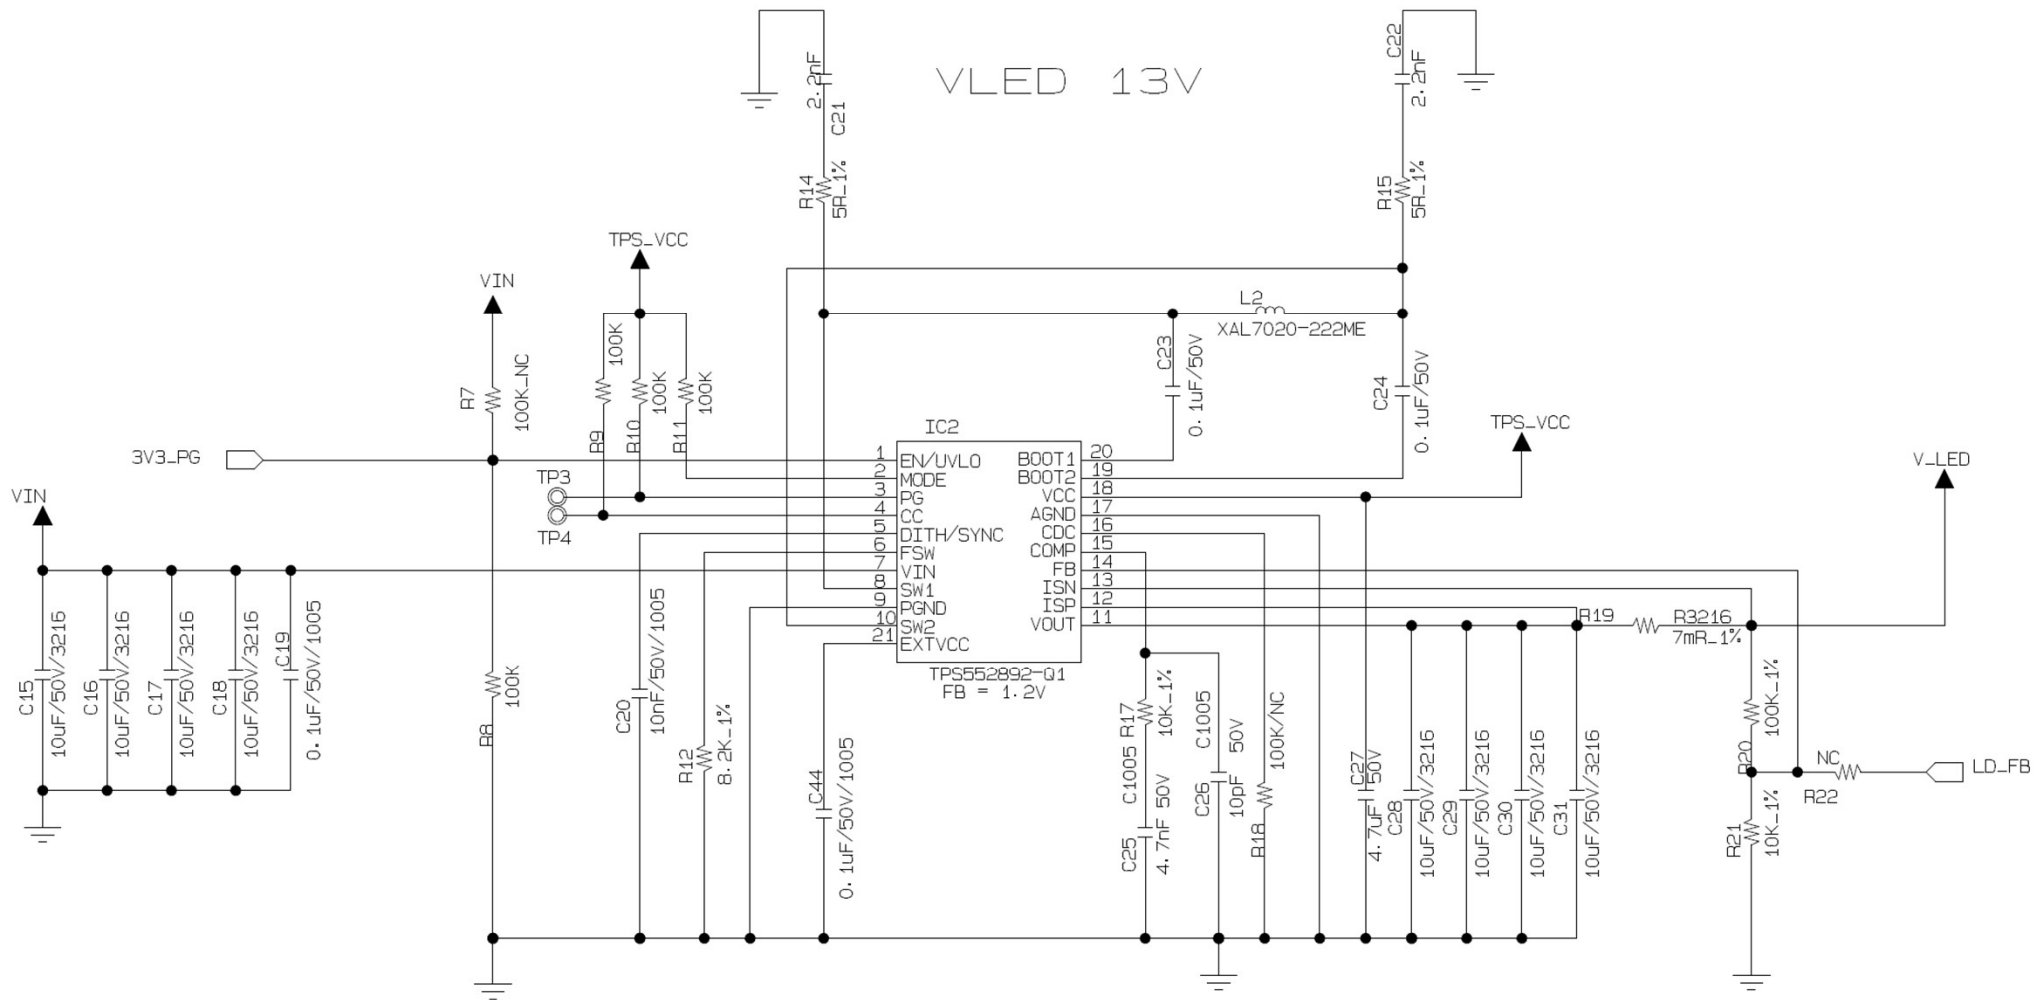 VLED 13V
2.2nF
C21
R14
5R_1%
C22
2.2nF
R15
5R_1%
TPS_VCC
VIN
R7
100K_NC
100K
R9
100K
R10
100K
R11
L2
XAL7020-222ME
C23
0.1uF/50V
C24
0.1uF/50V
3V3_PG
TP3
TP4
IC2
1
EN/UVLO
2
MODE
3
PG
4
CC
5
DITH/SYNC
6
FSW
7
VIN
8
SW1
9
PGND
10
SW2
21
EXTVCC
BOOT1
20
BOOT2
19
VCC
18
AGND
17
CDC
16
COMP
15
FB
14
ISN
13
ISP
12
VOUT
11
TPS552892-Q1
FB = 1.2V
TPS_VCC
V_LED
VIN
C15
10uF/50V/3216
C16
10uF/50V/3216
C17
10uF/50V/3216
C18
10uF/50V/3216
C19
0.1uF/50V/1005
R8
100K
C20
10nF/50V/1005
R12
8.2K_1%
C44
0.1uF/50V/1005
R17
10K_1%
C25
C1005
4.7nF 50V
C26
C1005
10pF 50V
R18
100K/NC
C27
4.7uF 50V
C28
10uF/50V/3216
C29
10uF/50V/3216
C30
10uF/50V/3216
C31
10uF/50V/3216
R19
R3216
7mR_1%
R20
100K_1%
R21
10K_1%
NC
R22
LD_FB